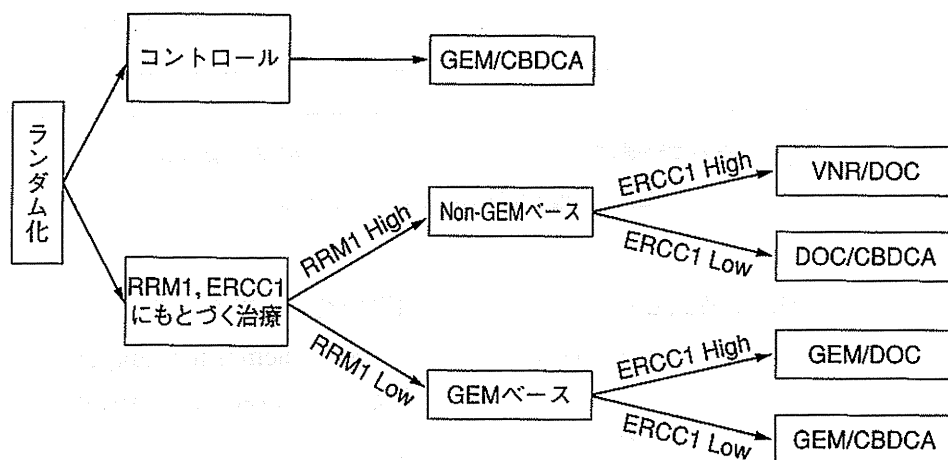 ランダム化
コントロール
GEM/CBDCA
RRM1, ERCC1
にもとづく治療
RRM1 High
Non-GEMベース
ERCC1 High
VNR/DOC
ERCC1 Low
DOC/CBDCA
RRM1 Low
GEMベース
ERCC1 High
GEM/DOC
ERCC1 Low
GEM/CBDCA